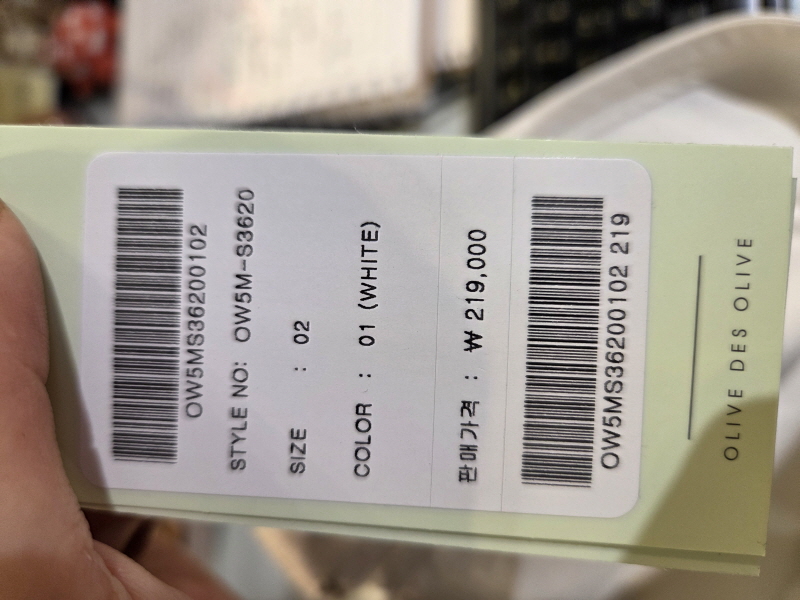 OW5MS36200102
STYLE NO: OW5M-S3620
SIZE : 02
COLOR : 01 (WHITE)
판매가격 : ₩ 219,000
OW5MS36200102 219
OLIVE DES OLIVE